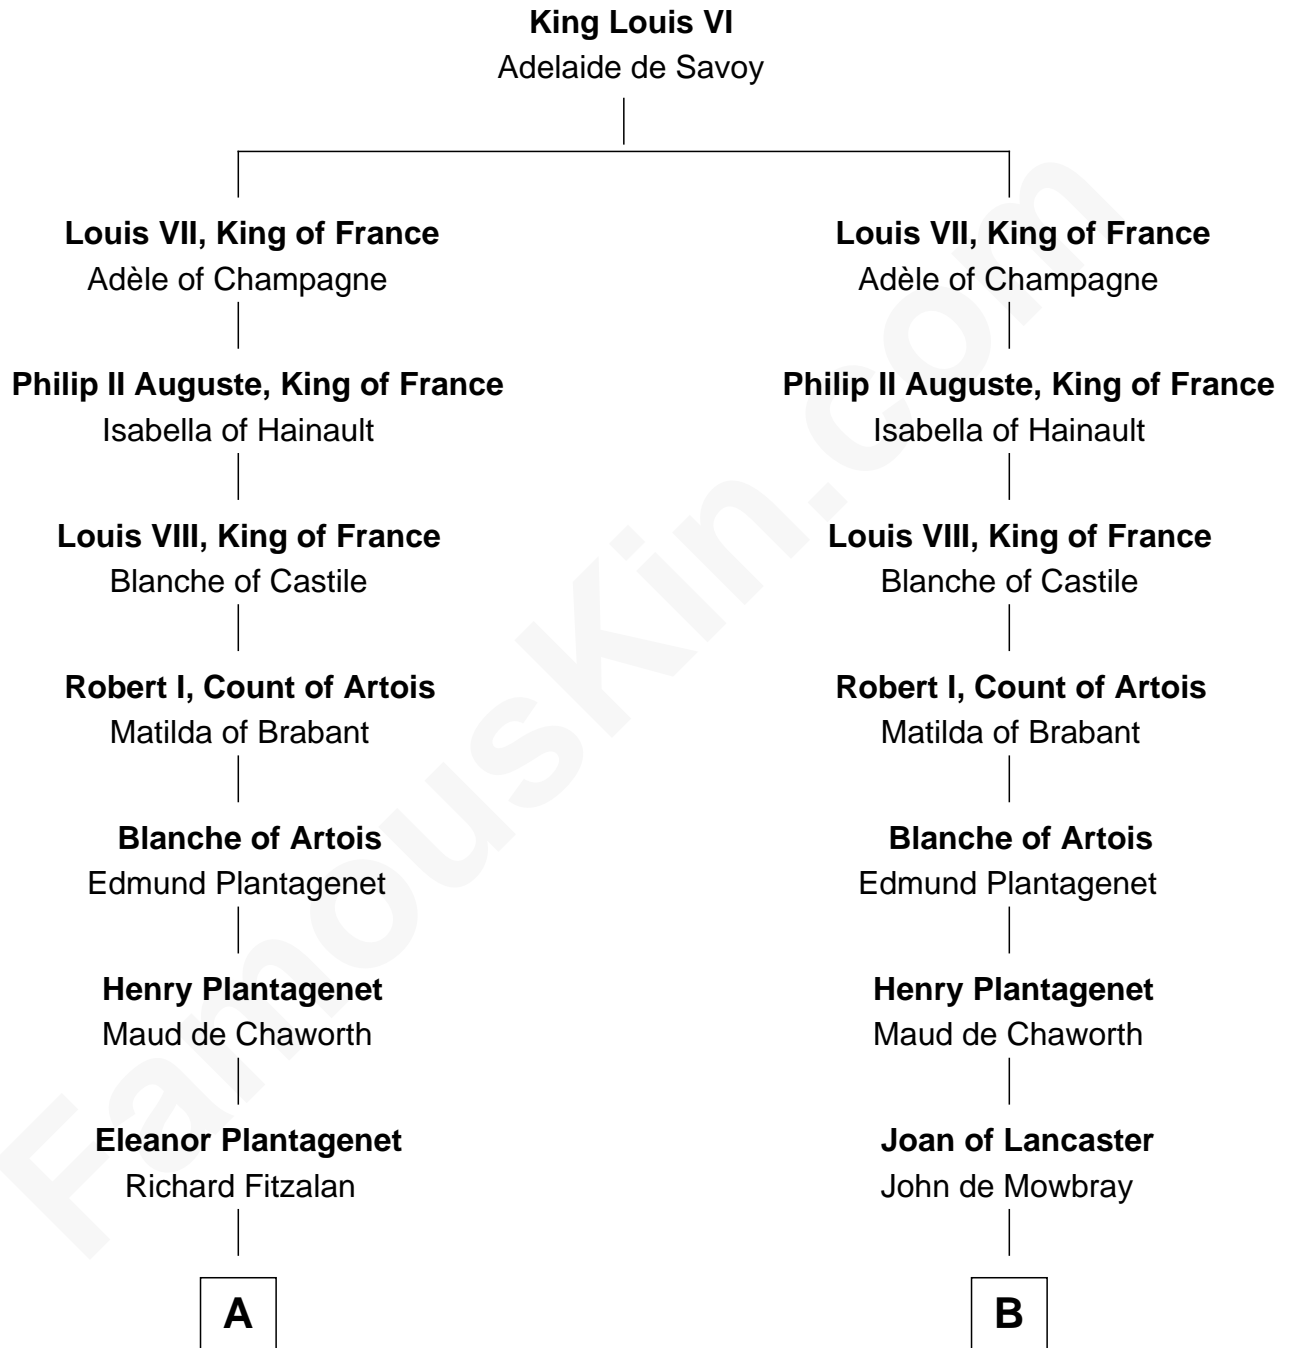 King Louis VI
Adelaide de Savoy
Louis VII, King of France
Adèle of Champagne
Philip II Auguste, King of France
Isabella of Hainault
Louis VIII, King of France
Blanche of Castile
Robert I, Count of Artois
Matilda of Brabant
Blanche of Artois
Edmund Plantagenet
Henry Plantagenet
Maud de Chaworth
Eleanor Plantagenet
Richard Fitzalan
A
Louis VII, King of France
Adèle of Champagne
Philip II Auguste, King of France
Isabella of Hainault
Louis VIII, King of France
Blanche of Castile
Robert I, Count of Artois
Matilda of Brabant
Blanche of Artois
Edmund Plantagenet
Henry Plantagenet
Maud de Chaworth
Joan of Lancaster
John de Mowbray
B
FamousKin.com